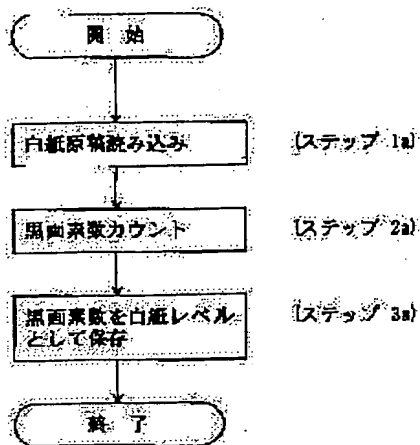 開 始
白紙原稿読み込み (ステップ 1a)
黒画素数カウント (ステップ 2a)
黒画素数を白紙レベル
として保存 (ステップ 3a)
終 了